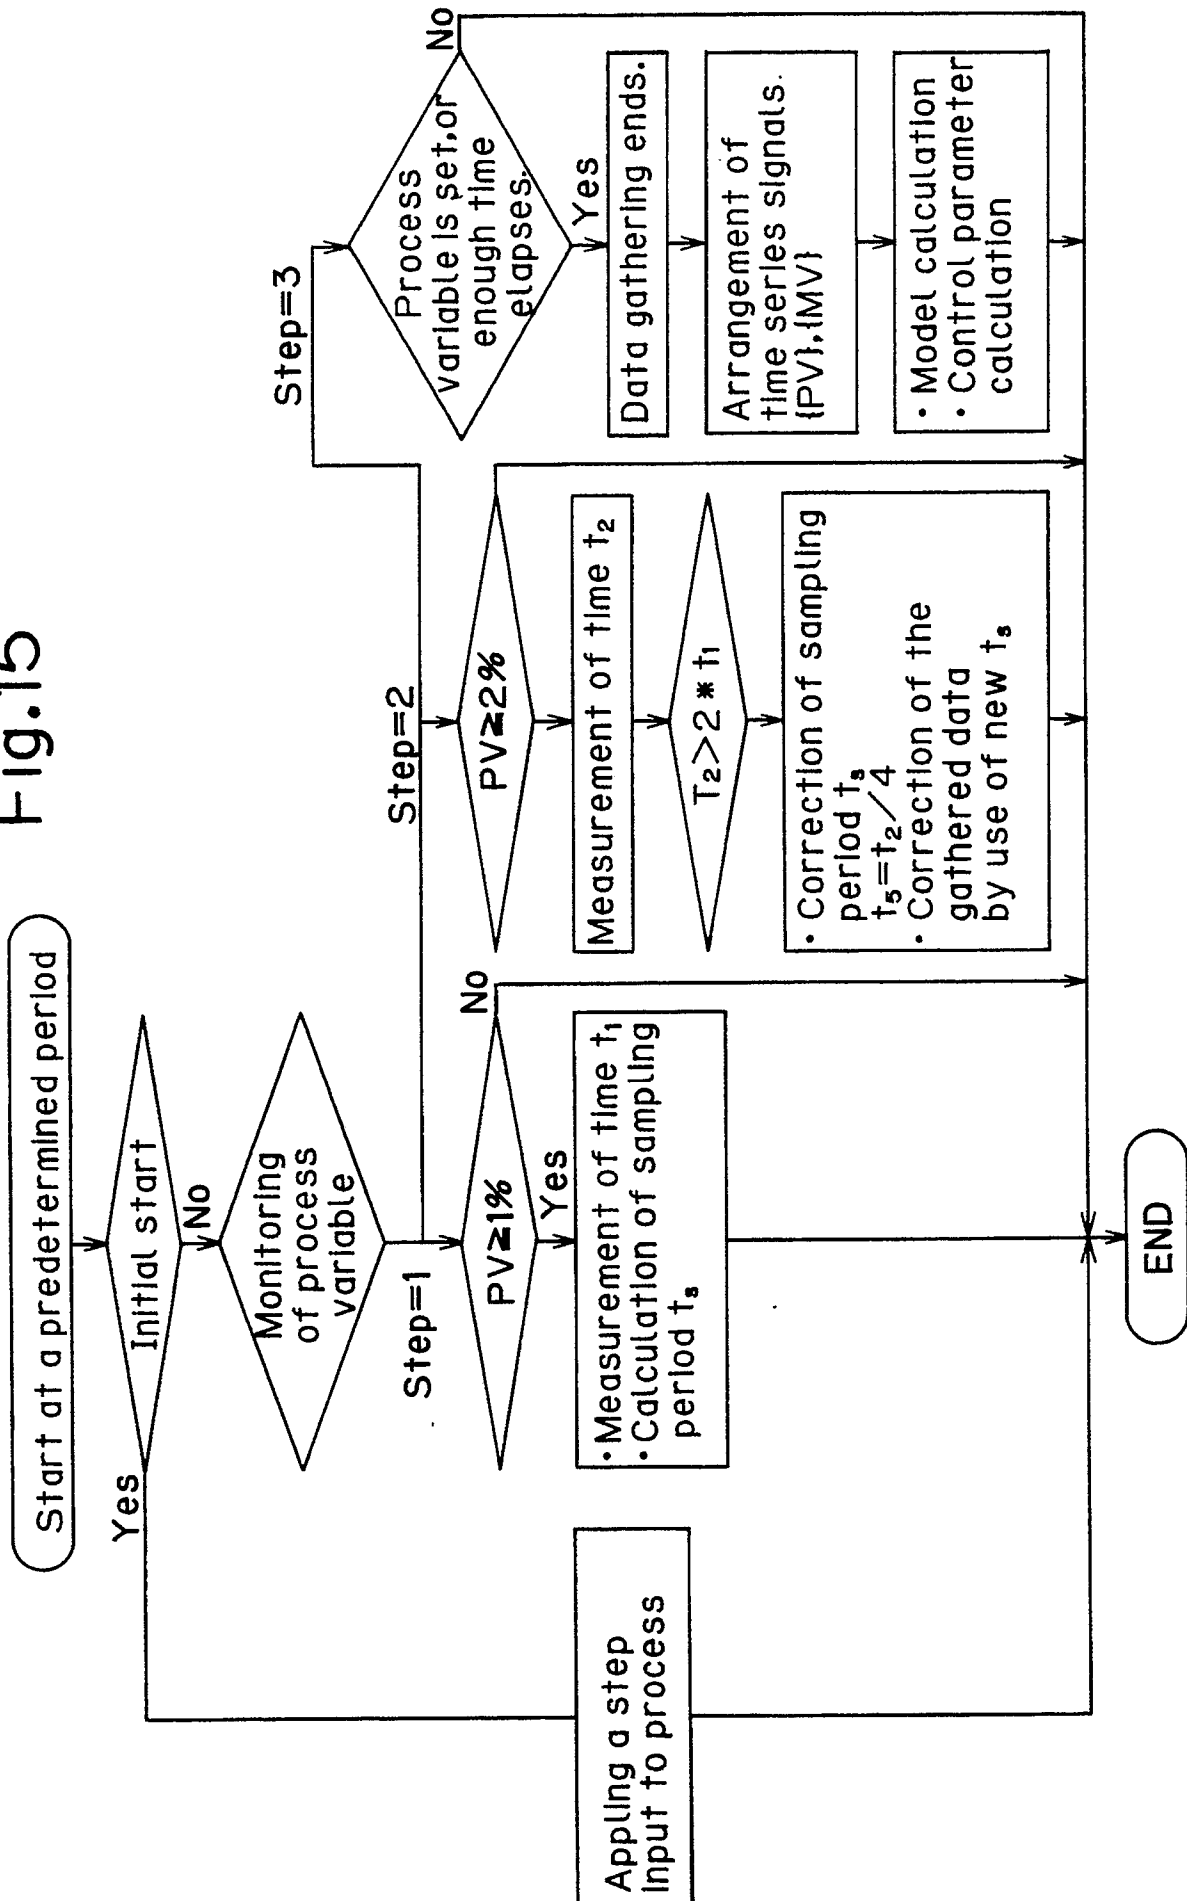 Fig.15
Start at a predetermined period
Initial start
Yes
No
Monitoring
of process
variable
Step=1
Step=2
Step=3
Appling a step
Input to process
PV≧1%
No
Yes
・Measurement of time t₁
・Calculation of sampling
period tₛ
PV≧2%
Measurement of time t₂
T₂>2*t₁
・Correction of sampling
period tₛ
t₅=t₂/4
・Correction of the
gathered data
by use of new tₛ
Process
variable is set, or
enough time
elapses.
No
Yes
Data gathering ends.
Arrangement of
time series signals.
{PV},{MV}
・Model calculation
・Control parameter
calculation
END